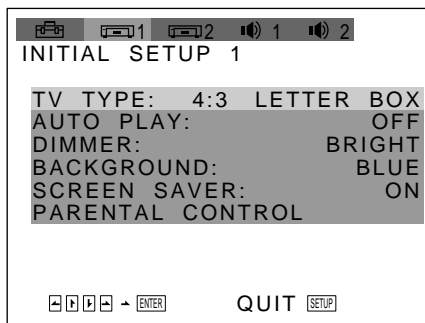 1 2 1 2
INITIAL SETUP 1
TV TYPE: 4:3 LETTER BOX
AUTO PLAY: OFF
DIMMER: BRIGHT
BACKGROUND: BLUE
SCREEN SAVER: ON
PARENTAL CONTROL
ENTER QUIT SETUP